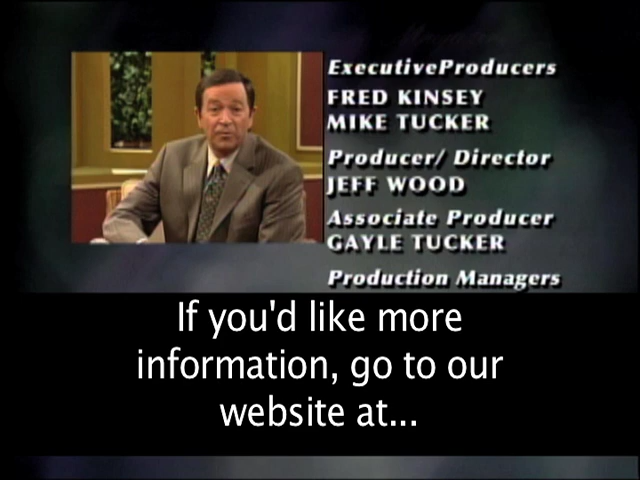 ExecutiveProducers
FRED KINSEY
MIKE TUCKER
Producer/ Director
JEFF WOOD
Associate Producer
GAYLE TUCKER
Production Managers
If you'd like more
information, go to our
website at...